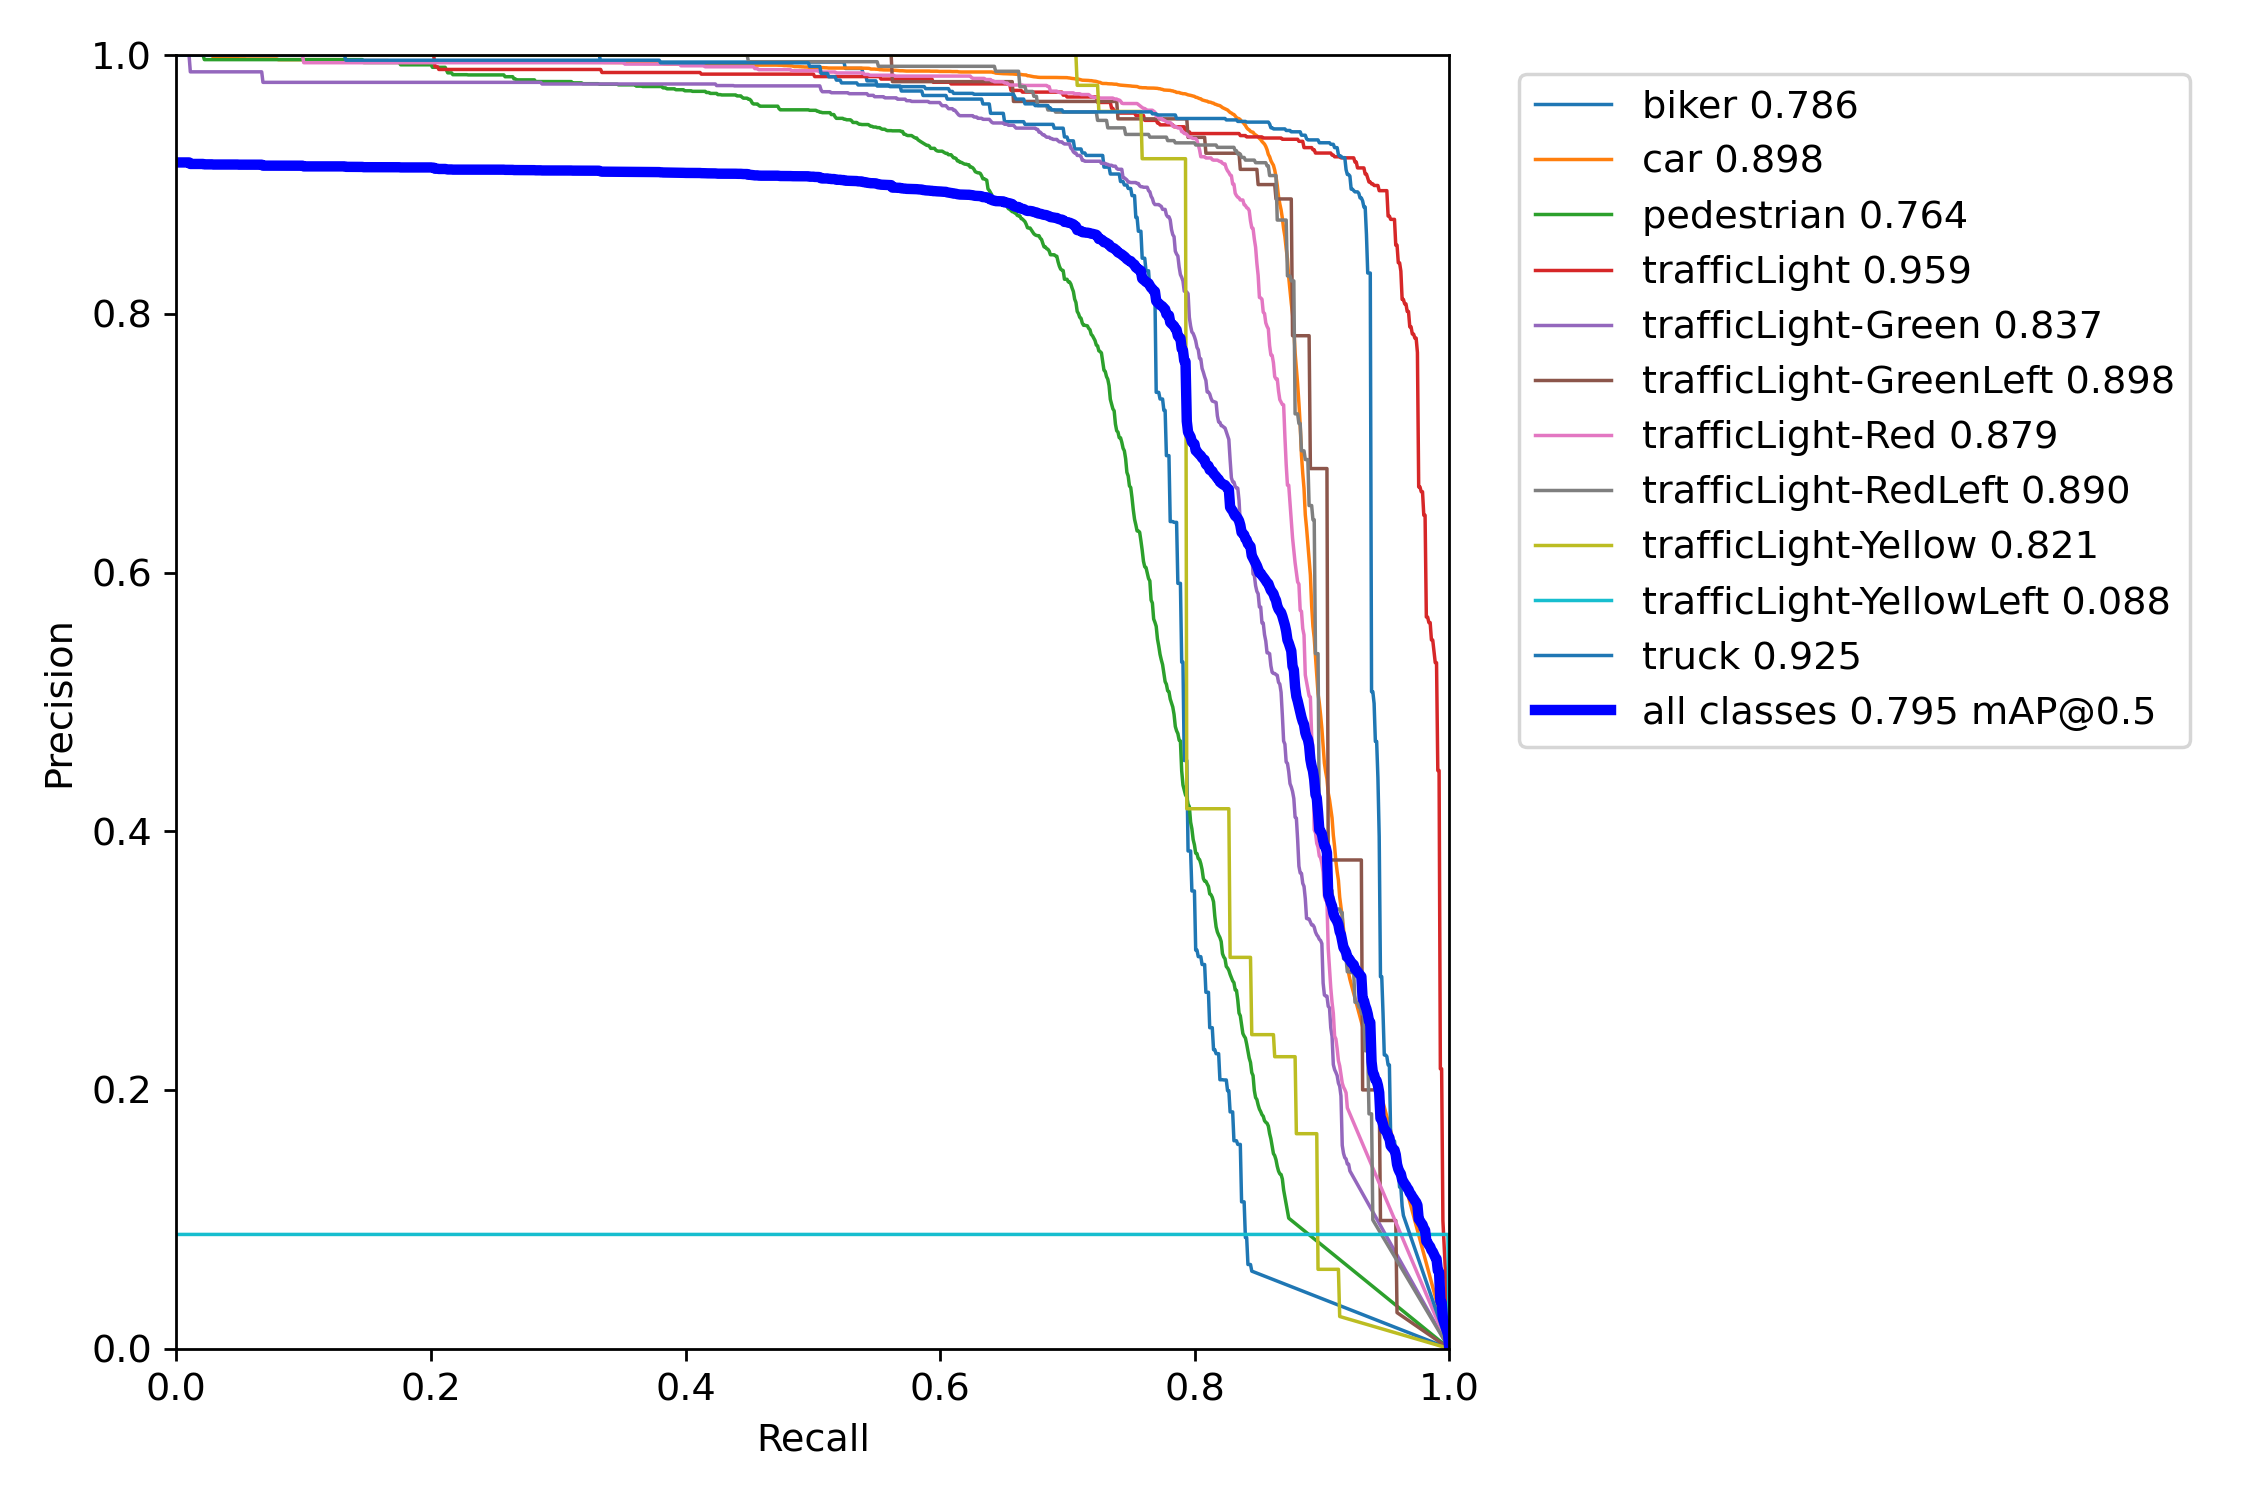 1.0
0.8
0.6
0.4
0.2
0.0
Precision
0.0 0.2 0.4 0.6 0.8 1.0
Recall
biker 0.786
car 0.898
pedestrian 0.764
trafficLight 0.959
trafficLight-Green 0.837
trafficLight-GreenLeft 0.898
trafficLight-Red 0.879
trafficLight-RedLeft 0.890
trafficLight-Yellow 0.821
trafficLight-YellowLeft 0.088
truck 0.925
all classes 0.795 mAP@0.5